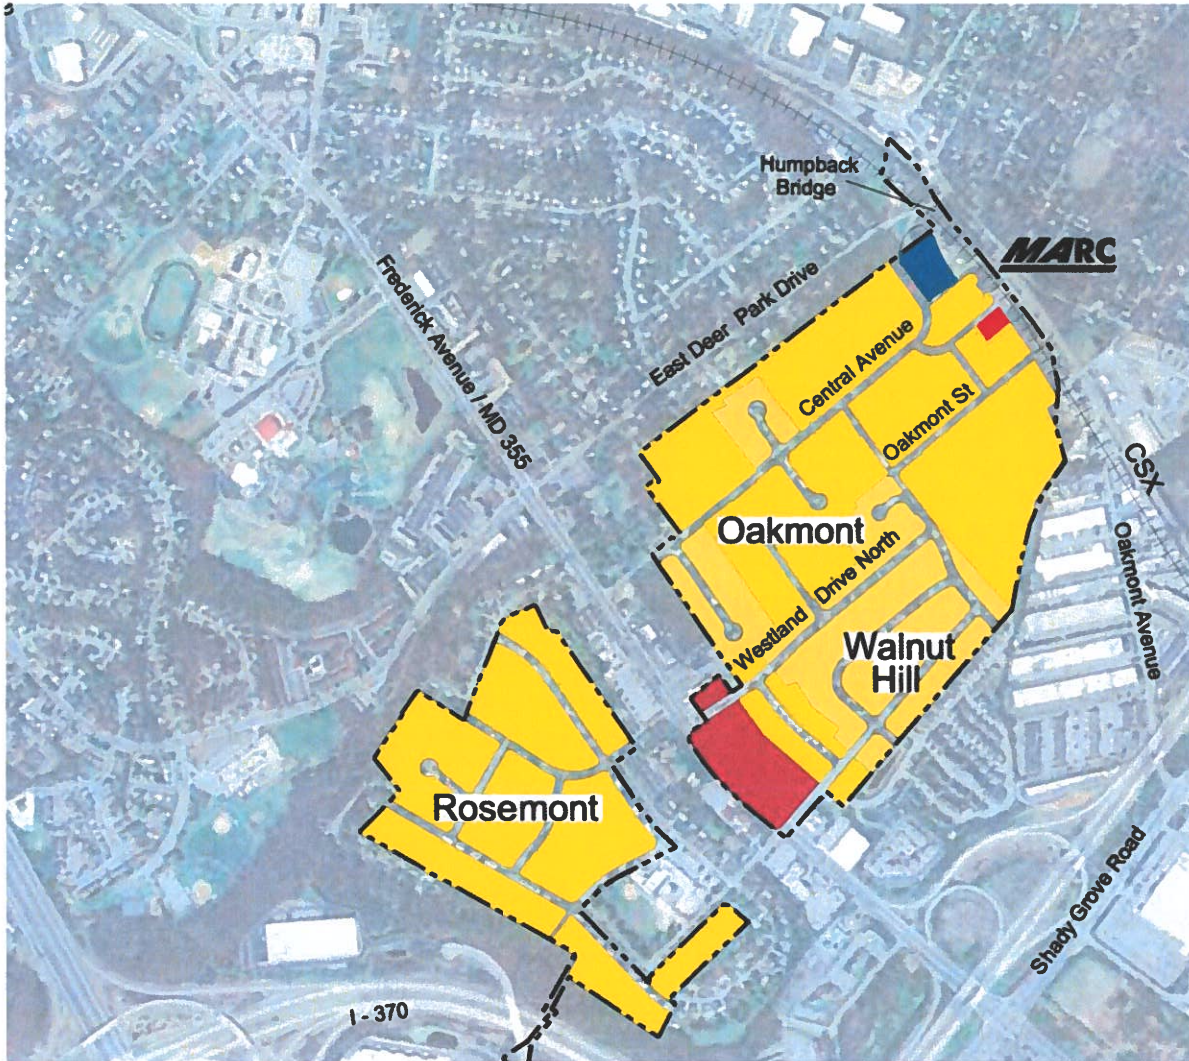 Humpback
Bridge
MARC
Frederick Avenue / MD 355
East Deer Park Drive
Central Avenue
Oakmont St
CSX
Oakmont
Westland Drive North
Oakmont Avenue
Walnut
Hill
Rosemont
Shady Grove Road
I - 370